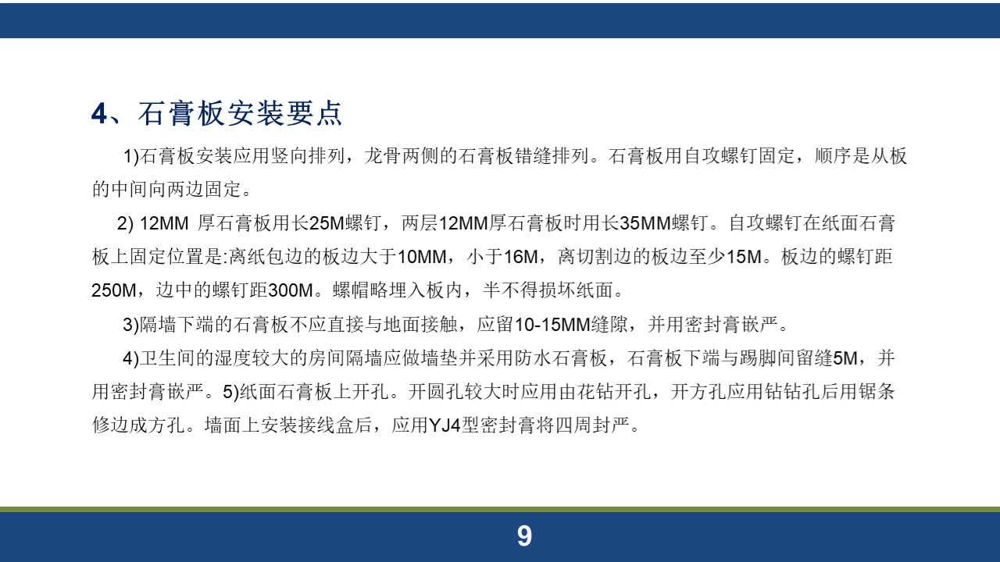 4、石膏板安装要点
1)石膏板安装应用竖向排列，龙骨两侧的石膏板错缝排列。石膏板用自攻螺钉固定，顺序是从板
的中间向两边固定。
2) 12MM 厚石膏板用长25M螺钉，两层12MM厚石膏板时用长35MM螺钉。自攻螺钉在纸面石膏
板上固定位置是:离纸包边的板边大于10MM，小于16M，离切割边的板边至少15M。板边的螺钉距
250M，边中的螺钉距300M。螺帽略埋入板内，半不得损坏纸面。
3)隔墙下端的石膏板不应直接与地面接触，应留10-15MM缝隙，并用密封膏嵌严。
4)卫生间的湿度较大的房间隔墙应做墙垫并采用防水石膏板，石膏板下端与踢脚间留缝5M，并
用密封膏嵌严。5)纸面石膏板上开孔。开圆孔较大时应用由花钻开孔，开方孔应用钻钻孔后用锯条
修边成方孔。墙面上安装接线盒后，应用YJ4型密封膏将四周封严。
9